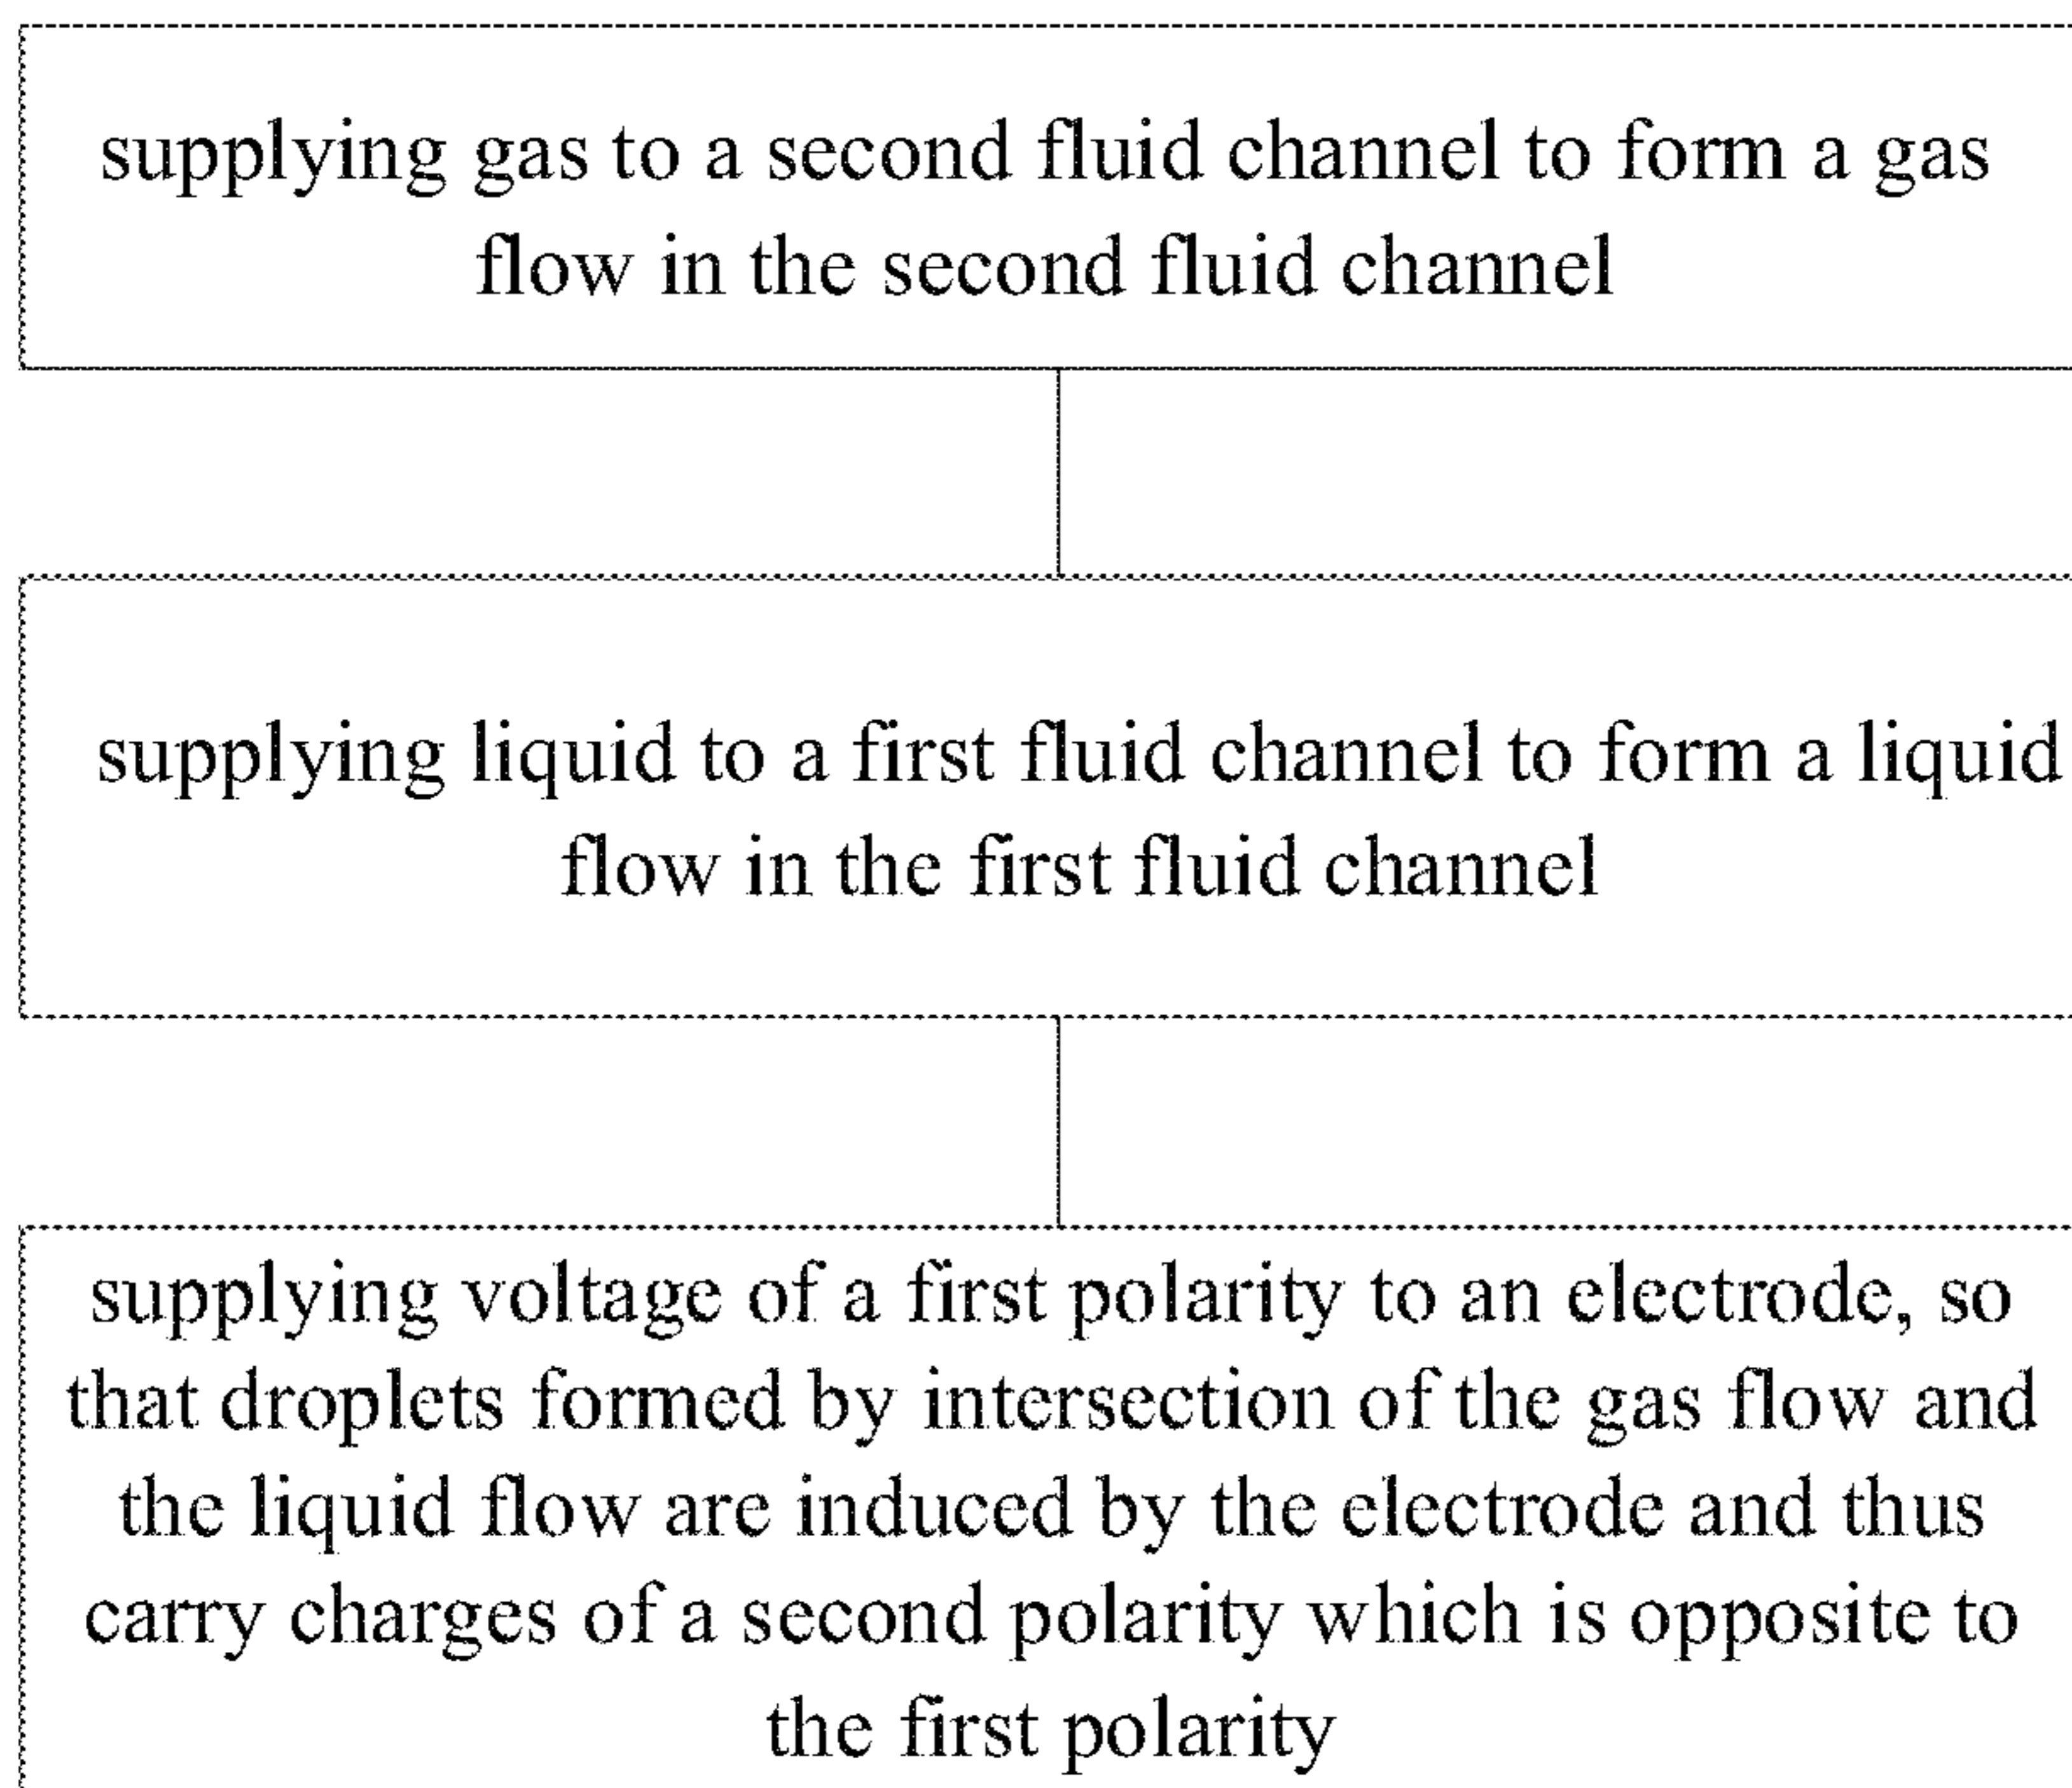 supplying gas to a second fluid channel to form a gas
flow in the second fluid channel
supplying liquid to a first fluid channel to form a liquid
flow in the first fluid channel
supplying voltage of a first polarity to an electrode, so
that droplets formed by intersection of the gas flow and
the liquid flow are induced by the electrode and thus
carry charges of a second polarity which is opposite to
the first polarity